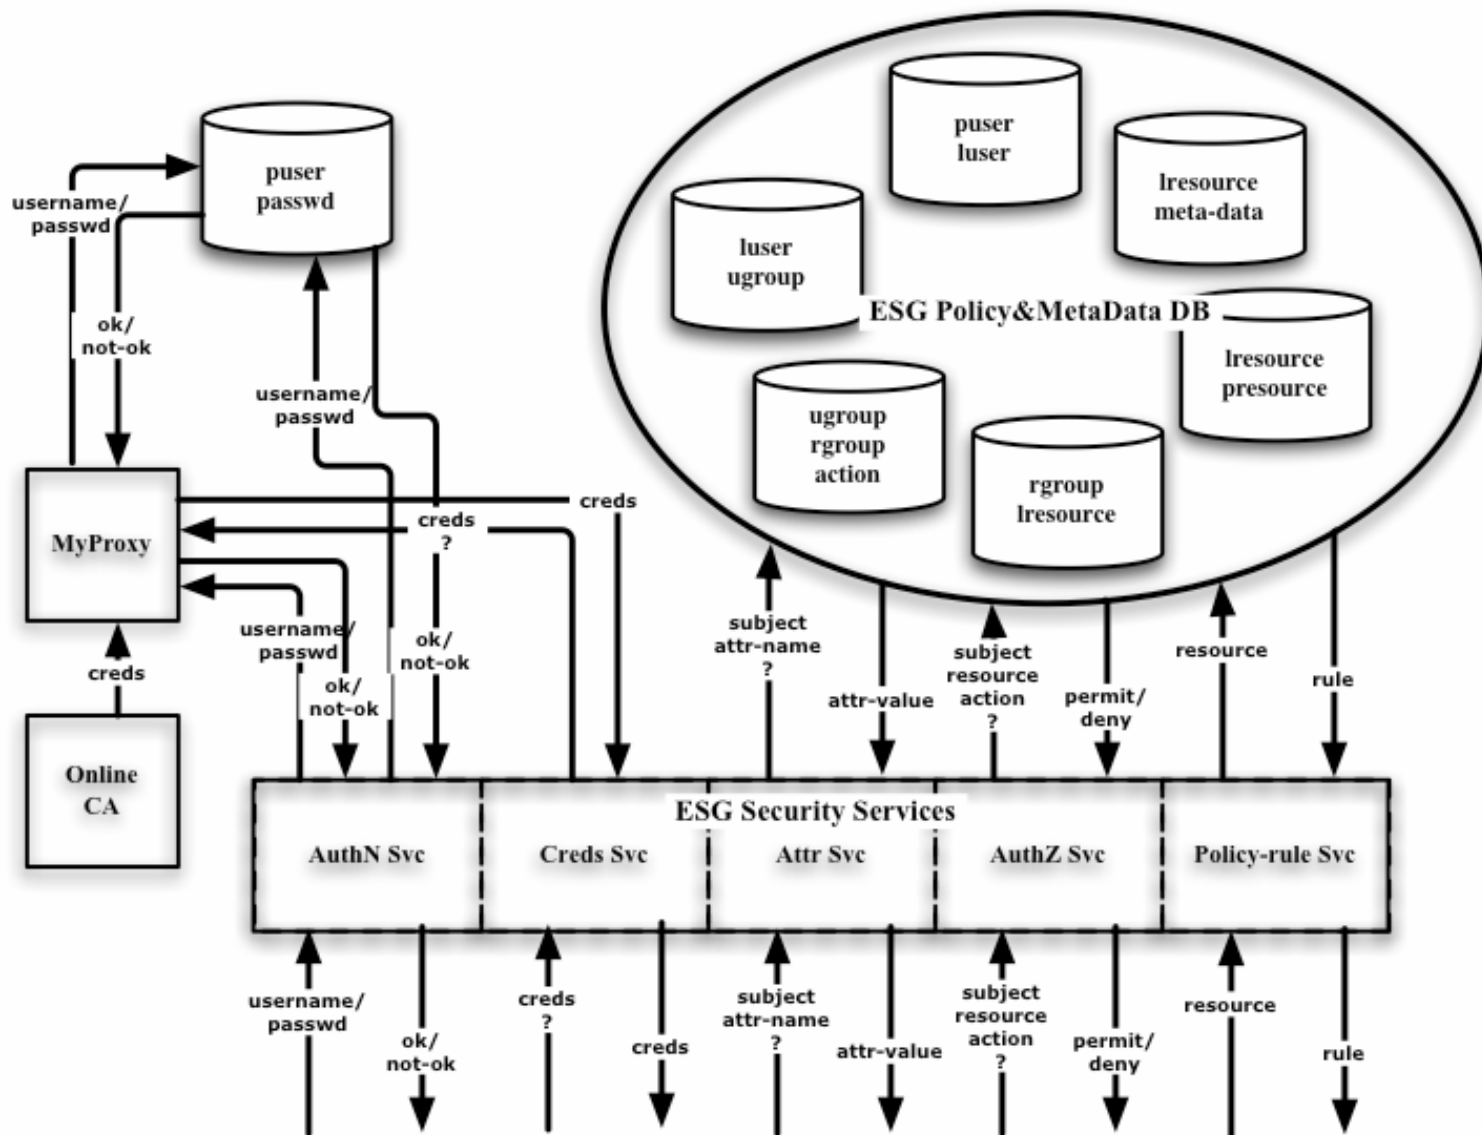 puser
passwd
username/
passwd
ok/
not-ok
username/
passwd
puser
luser
lresource
meta-data
luser
ugroup
ESG Policy&MetaData DB
lresource
presource
ugroup
rgroup
action
rgroup
lresource
MyProxy
creds
creds
?
username/
passwd
ok/
not-ok
ok/
not-ok
creds
Online
CA
subject
attr-name
?
attr-value
subject
resource
action
?
permit/
deny
resource
rule
ESG Security Services
AuthN Svc
Creds Svc
Attr Svc
AuthZ Svc
Policy-rule Svc
username/
passwd
ok/
not-ok
creds
?
creds
subject
attr-name
?
attr-value
subject
resource
action
?
permit/
deny
resource
rule